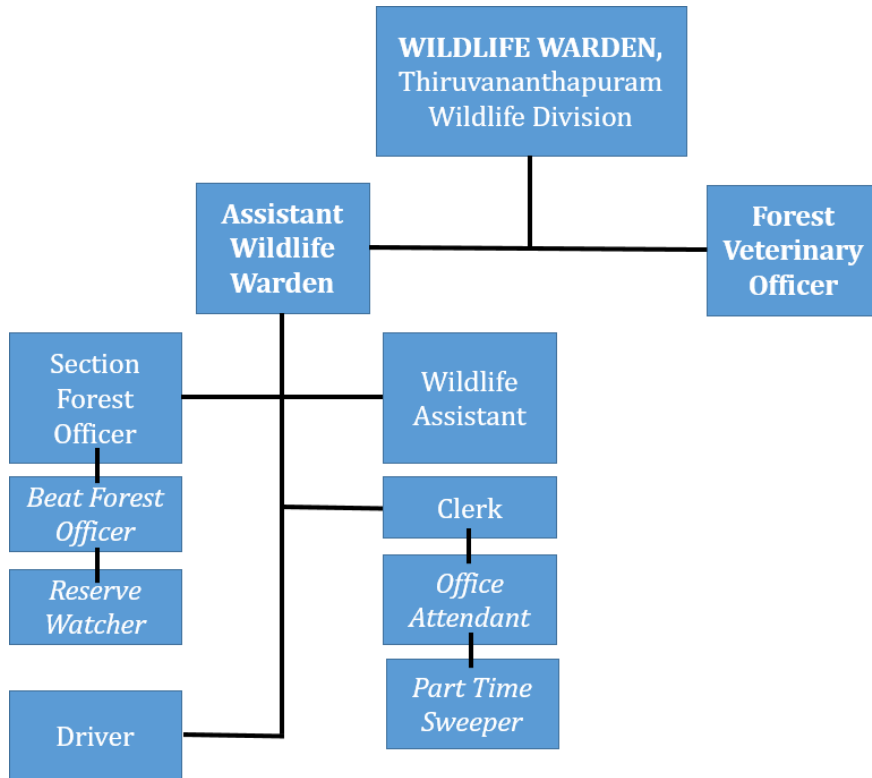 WILDLIFE WARDEN,
Thiruvananthapuram
Wildlife Division
Assistant
Wildlife
Warden
Forest
Veterinary
Officer
Section
Forest
Officer
Wildlife
Assistant
Beat Forest
Officer
Clerk
Reserve
Watcher
Office
Attendant
Driver
Part Time
Sweeper